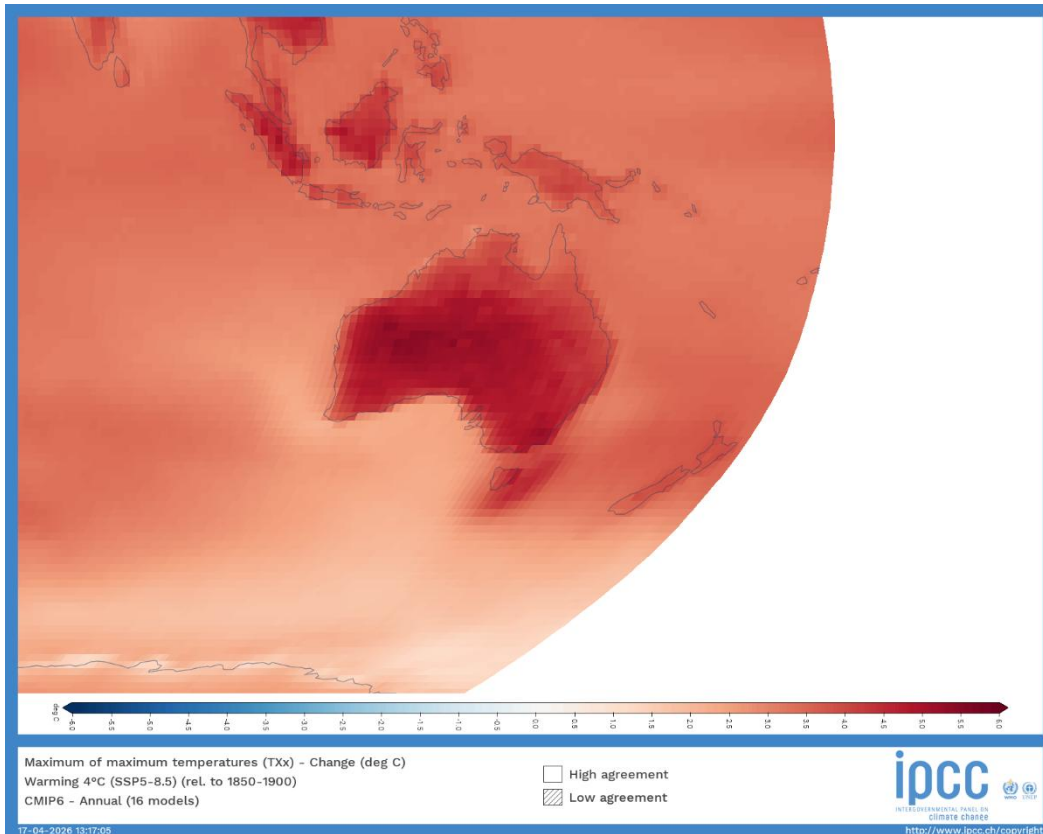 deg C
-6.0 -5.5 -5.0 -4.5 -4.0 -3.5 -3.0 -2.5 -2.0 -1.5 -1.0 -0.5 0.0 0.5 1.0 1.5 2.0 2.5 3.0 3.5 4.0 4.5 5.0 5.5 6.0
Maximum of maximum temperatures (TXx) - Change (deg C)
Warming 4°C (SSP5-8.5) (rel. to 1850-1900)
CMIP6 - Annual (16 models)
High agreement
Low agreement
ipcc
INTERGOVERNMENTAL PANEL ON
climate change
WMO UNEP
17-04-2026 13:17:05
http://www.ipcc.ch/copyright